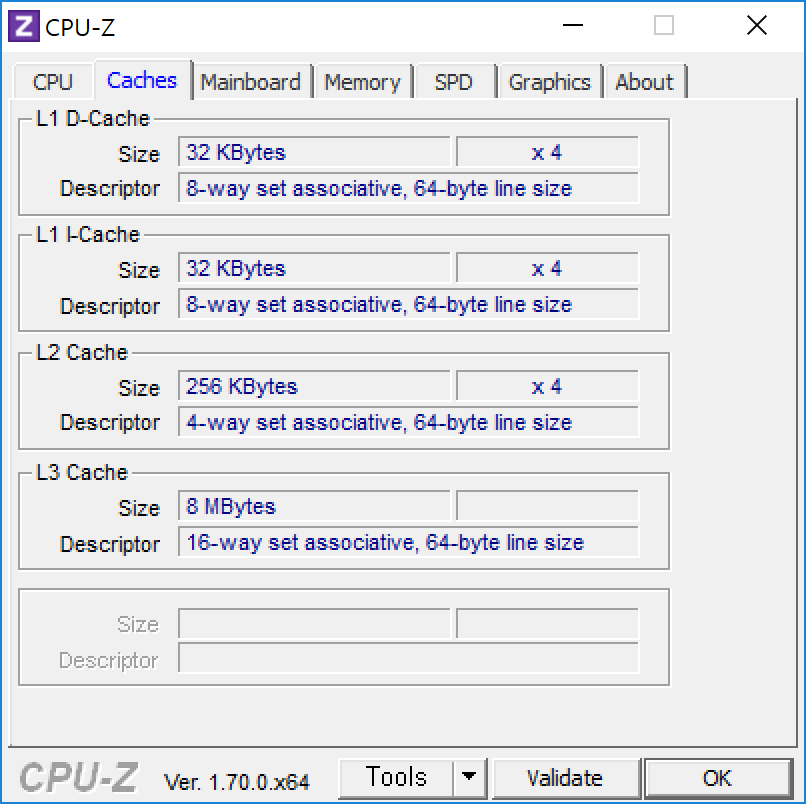 Z CPU-Z
CPU Caches Mainboard Memory SPD Graphics About
L1 D-Cache
Size 32 KBytes x 4
Descriptor 8-way set associative, 64-byte line size
L1 I-Cache
Size 32 KBytes x 4
Descriptor 8-way set associative, 64-byte line size
L2 Cache
Size 256 KBytes x 4
Descriptor 4-way set associative, 64-byte line size
L3 Cache
Size 8 MBytes
Descriptor 16-way set associative, 64-byte line size
Size
Descriptor
CPU-Z Ver. 1.70.0.x64 Tools Validate OK